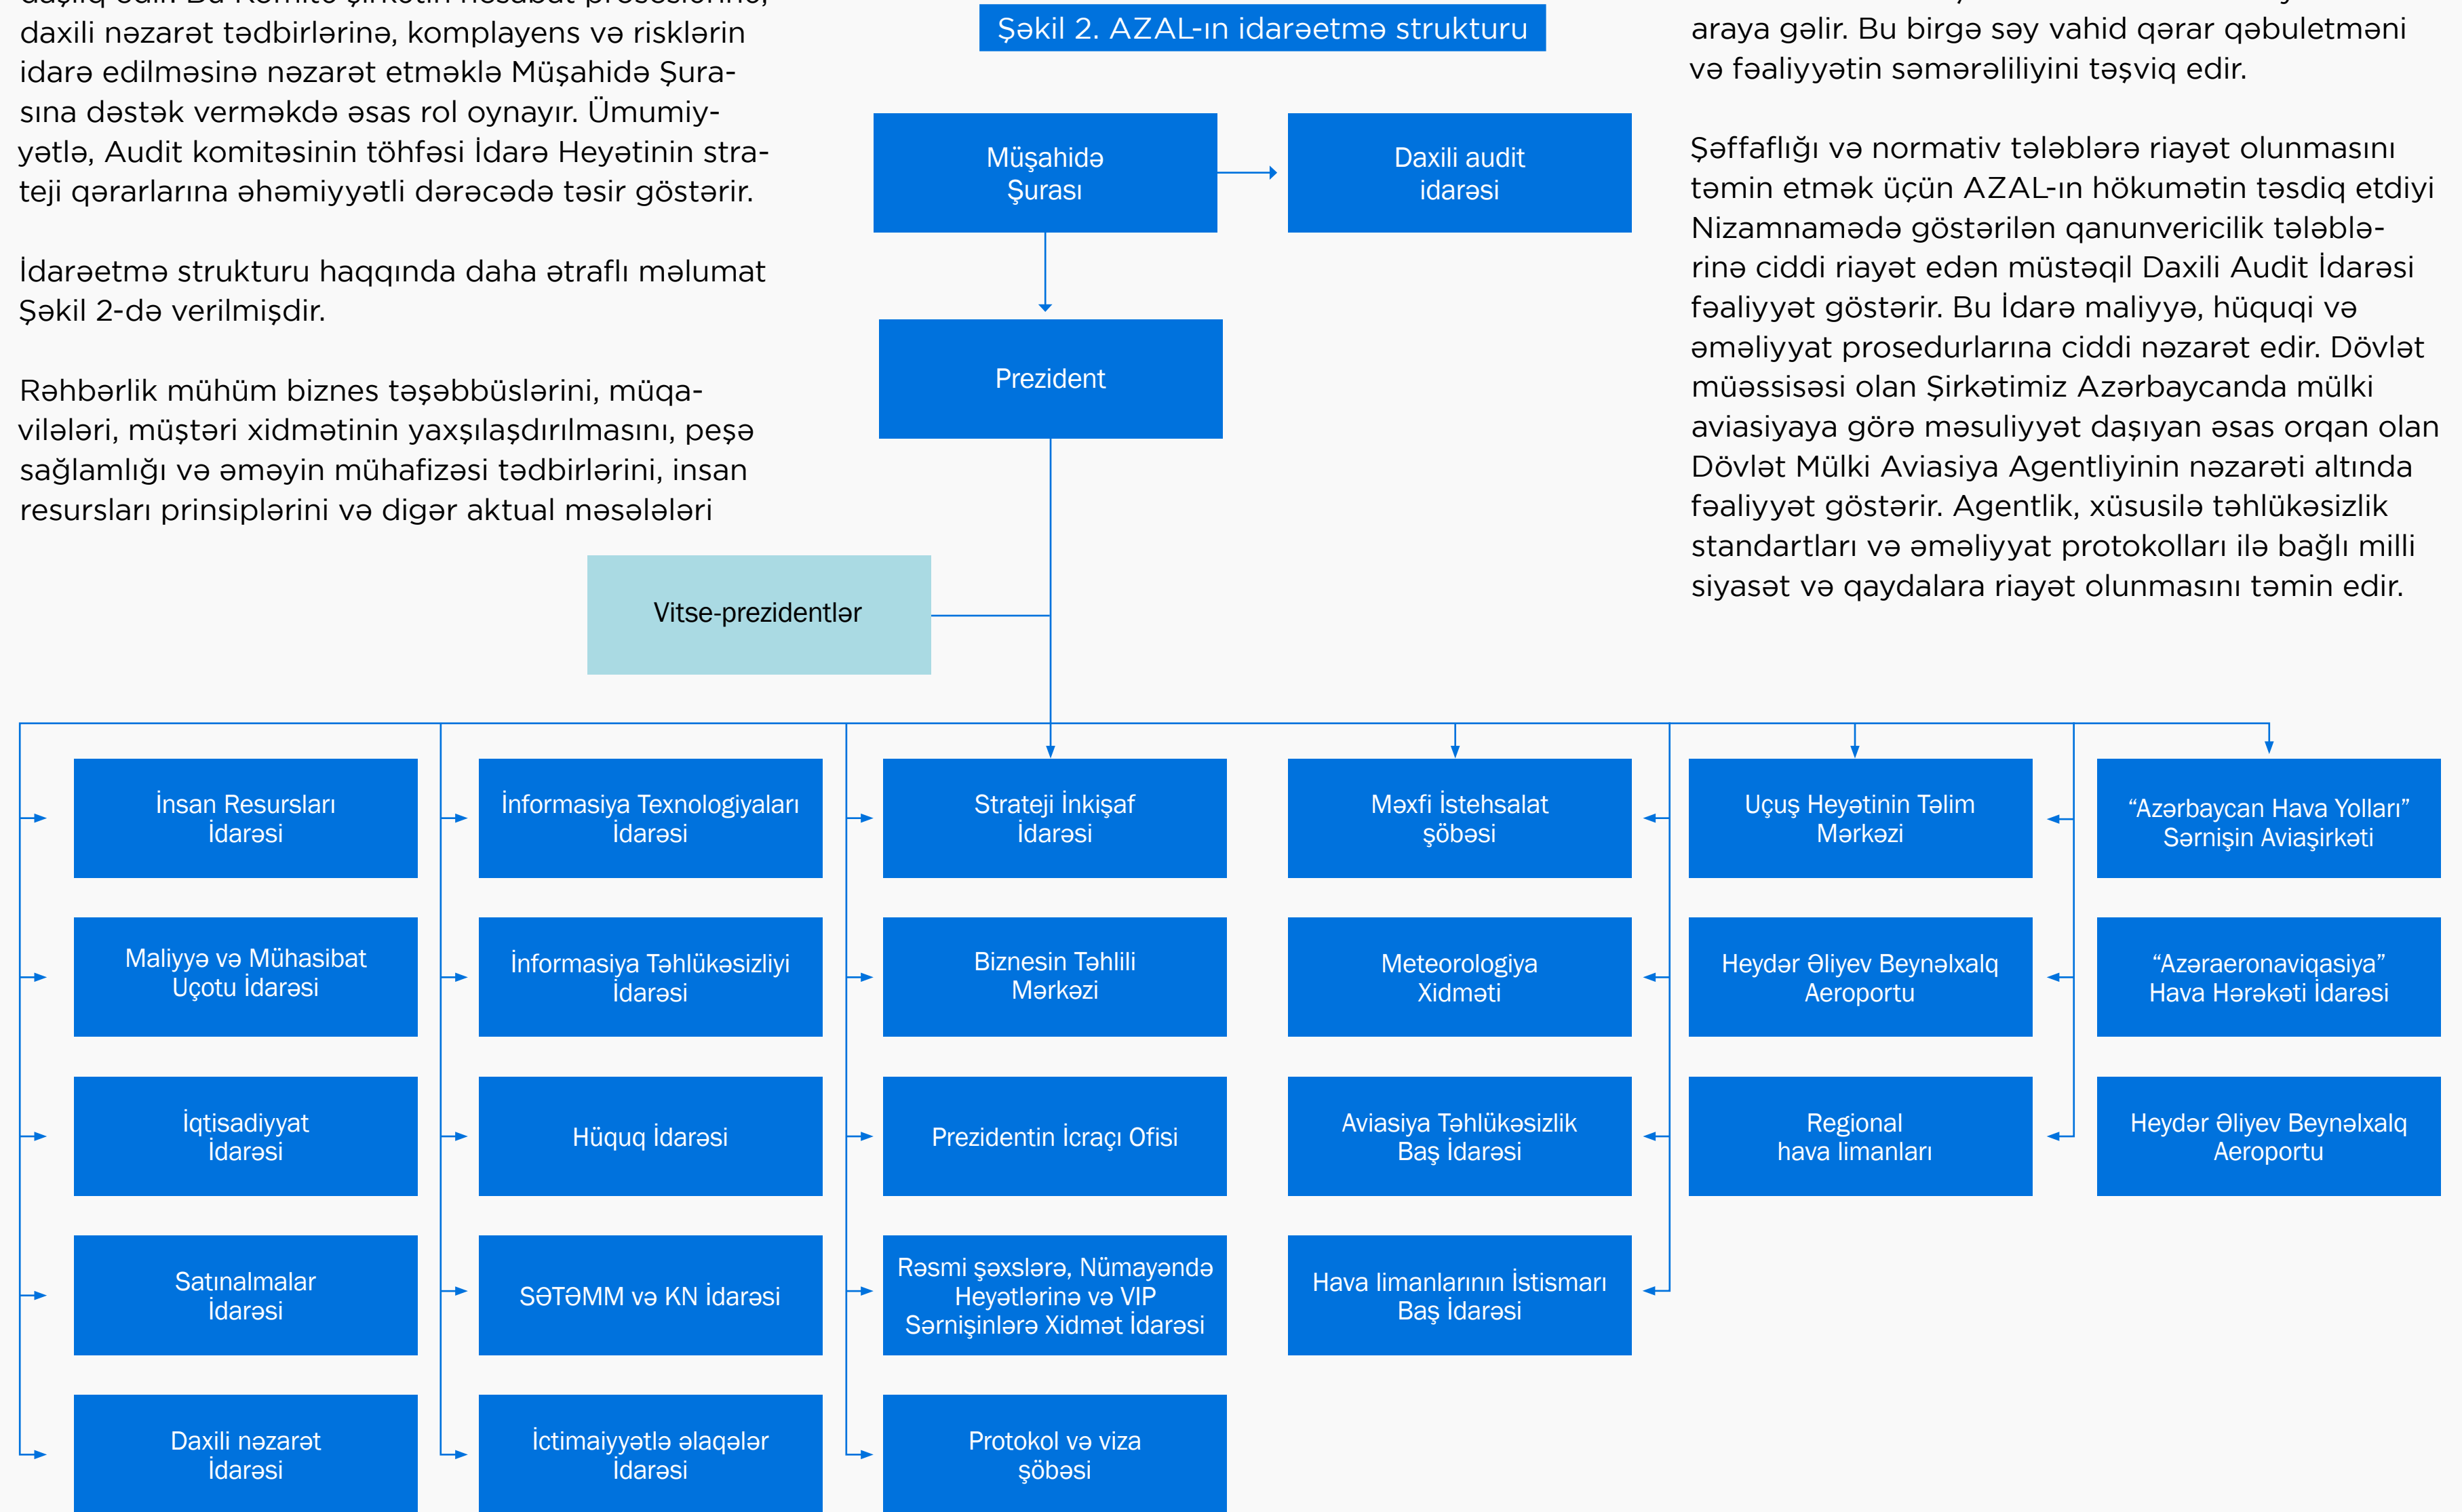 daxili nəzarət tədbirlərinə, komplayens və risklərin
idarə edilməsinə nəzarət etməklə Müşahidə Şura-
sına dəstək verməkdə əsas rol oynayır. Ümumiy-
yətlə, Audit komitəsinin töhfəsi İdarə Heyətinin stra-
teji qərarlarına əhəmiyyətli dərəcədə təsir göstərir.
İdarəetmə strukturu haqqında daha ətraflı məlumat
Şəkil 2-də verilmişdir.
Rəhbərlik mühüm biznes təşəbbüslərini, müqa-
vilələri, müştəri xidmətinin yaxşılaşdırılmasını, peşə
sağlamlığı və əməyin mühafizəsi tədbirlərini, insan
resursları prinsiplərini və digər aktual məsələləri
araya gəlir. Bu birgə səy vahid qərar qəbuletməni
və fəaliyyətin səmərəliliyini təşviq edir.
Şəffaflığı və normativ tələblərə riayət olunmasını
təmin etmək üçün AZAL-ın hökumətin təsdiq etdiyi
Nizamnamədə göstərilən qanunvericilik tələblə-
rinə ciddi riayət edən müstəqil Daxili Audit İdarəsi
fəaliyyət göstərir. Bu İdarə maliyyə, hüquqi və
əməliyyat prosedurlarına ciddi nəzarət edir. Dövlət
müəssisəsi olan Şirkətimiz Azərbaycanda mülki
aviasiyaya görə məsuliyyət daşıyan əsas orqan olan
Dövlət Mülki Aviasiya Agentliyinin nəzarəti altında
fəaliyyət göstərir. Agentlik, xüsusilə təhlükəsizlik
standartları və əməliyyat protokolları ilə bağlı milli
siyasət və qaydalara riayət olunmasını təmin edir.
Şəkil 2. AZAL-ın idarəetmə strukturu
Müşahidə
Şurası
Daxili audit
idarəsi
Prezident
Vitse-prezidentlər
İnsan Resursları
İdarəsi
Maliyyə və Mühasibat
Uçotu İdarəsi
İqtisadiyyat
İdarəsi
Satınalmalar
İdarəsi
Daxili nəzarət
İdarəsi
İnformasiya Texnologiyaları
İdarəsi
İnformasiya Təhlükəsizliyi
İdarəsi
Hüquq İdarəsi
SƏTƏMM və KN İdarəsi
İctimaiyyətlə əlaqələr
İdarəsi
Strateji İnkişaf
İdarəsi
Biznesin Təhlili
Mərkəzi
Prezidentin İcraçı Ofisi
Rəsmi şəxslərə, Nümayəndə
Heyətlərinə və VIP
Sərnişinlərə Xidmət İdarəsi
Protokol və viza
şöbəsi
Məxfi İstehsalat
şöbəsi
Meteorologiya
Xidməti
Aviasiya Təhlükəsizlik
Baş İdarəsi
Hava limanlarının İstismarı
Baş İdarəsi
Uçuş Heyətinin Təlim
Mərkəzi
Heydər Əliyev Beynəlxalq
Aeroportu
Regional
hava limanları
“Azərbaycan Hava Yolları”
Sərnişin Aviaşirkəti
“Azəraeronaviqasiya”
Hava Hərəkəti İdarəsi
Heydər Əliyev Beynəlxalq
Aeroportu